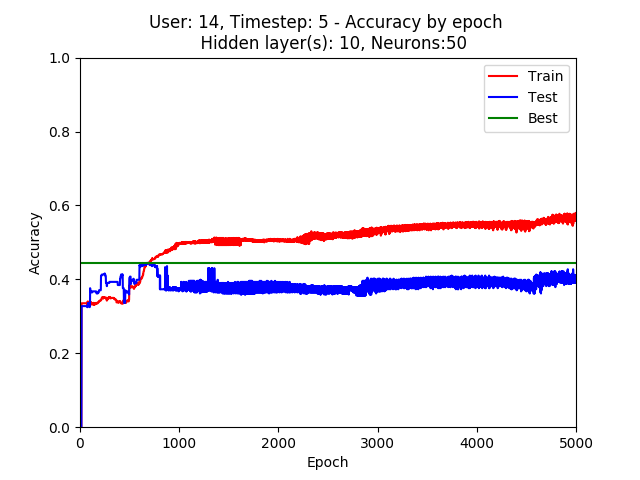 User: 14, Timestep: 5 - Accuracy by epoch
Hidden layer(s): 10, Neurons:50
1.0
0.8
0.6
0.4
0.2
0.0
Accuracy
Train
Test
Best
0 1000 2000 3000 4000 5000
Epoch